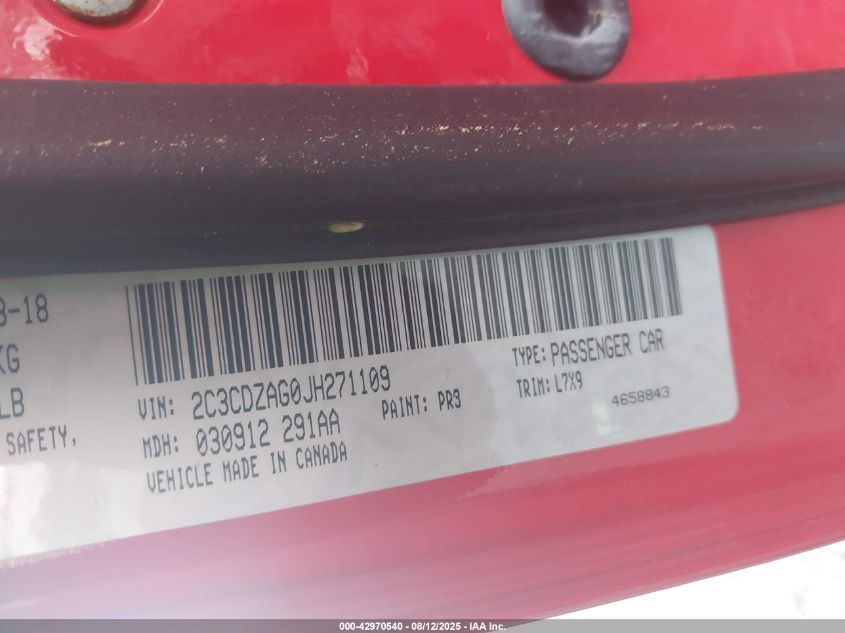 3-18
KG
LB
SAFETY,
VIN: 2C3CDZAG0JH271109
MDH: 030912 291AA
VEHICLE MADE IN CANADA
PAINT: PR3
TYPE: PASSENGER CAR
TRIM: L7X9
4658843
000-42970540 - 08/12/2025 - IAA Inc.